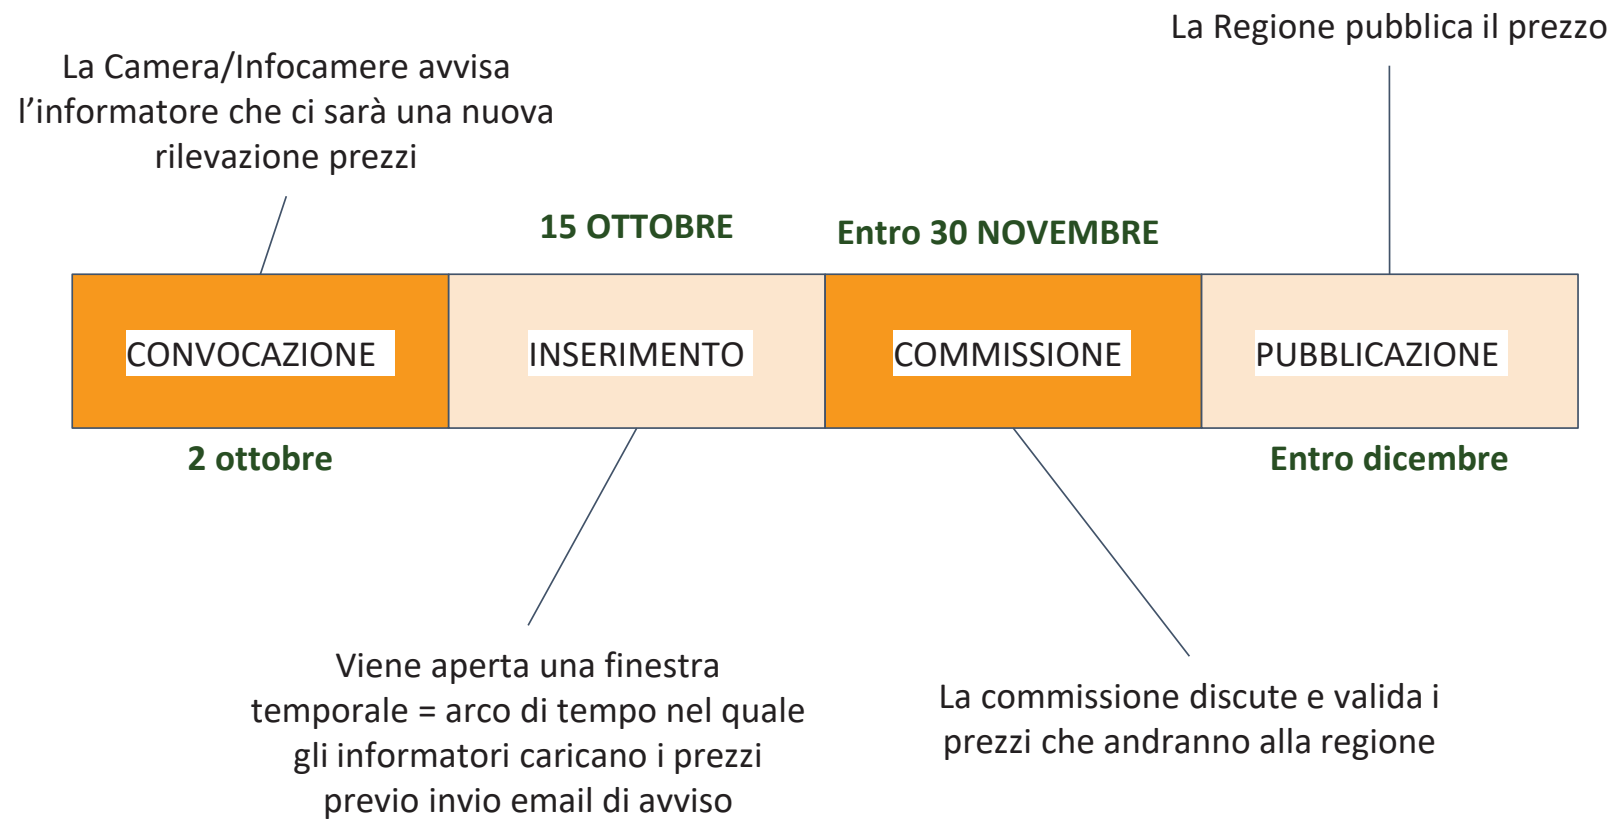 La Regione pubblica il prezzo
La Camera/Infocamere avvisa
l’informatore che ci sarà una nuova
rilevazione prezzi
15 OTTOBRE
Entro 30 NOVEMBRE
CONVOCAZIONE
INSERIMENTO
COMMISSIONE
PUBBLICAZIONE
2 ottobre
Entro dicembre
Viene aperta una finestra
temporale = arco di tempo nel quale
gli informatori caricano i prezzi
previo invio email di avviso
La commissione discute e valida i
prezzi che andranno alla regione